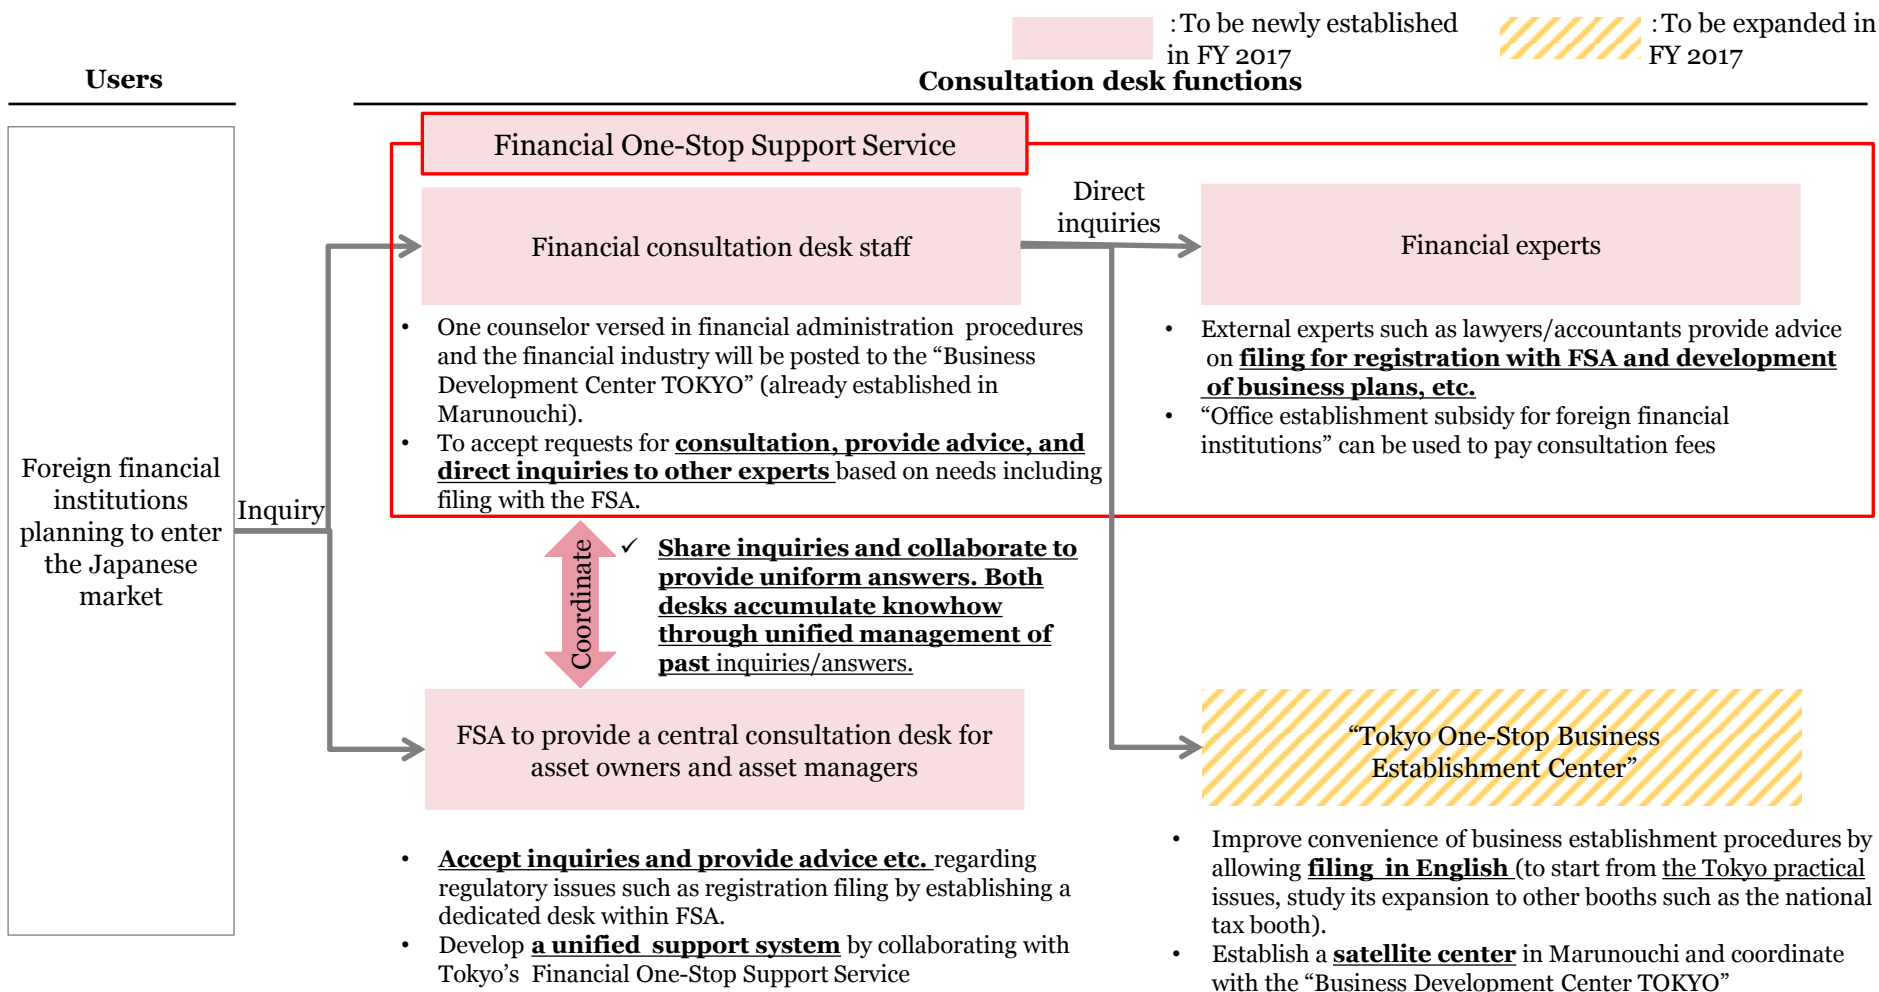 :To be newly established
in FY 2017
:To be expanded in
FY 2017
Users
Consultation desk functions
Foreign financial
institutions
planning to enter
the Japanese
market
Inquiry
Financial One-Stop Support Service
Financial consultation desk staff
Direct
inquiries
Financial experts
• One counselor versed in financial administration procedures
and the financial industry will be posted to the “Business
Development Center TOKYO” (already established in
Marunouchi).
• To accept requests for consultation, provide advice, and
direct inquiries to other experts based on needs including
filing with the FSA.
• External experts such as lawyers/accountants provide advice
on filing for registration with FSA and development
of business plans, etc.
• “Office establishment subsidy for foreign financial
institutions” can be used to pay consultation fees
Coordinate
✓ Share inquiries and collaborate to
provide uniform answers. Both
desks accumulate knowhow
through unified management of
past inquiries/answers.
FSA to provide a central consultation desk for
asset owners and asset managers
• Accept inquiries and provide advice etc. regarding
regulatory issues such as registration filing by establishing a
dedicated desk within FSA.
• Develop a unified support system by collaborating with
Tokyo’s Financial One-Stop Support Service
“Tokyo One-Stop Business
Establishment Center”
• Improve convenience of business establishment procedures by
allowing filing in English (to start from the Tokyo practical
issues, study its expansion to other booths such as the national
tax booth).
• Establish a satellite center in Marunouchi and coordinate
with the “Business Development Center TOKYO”